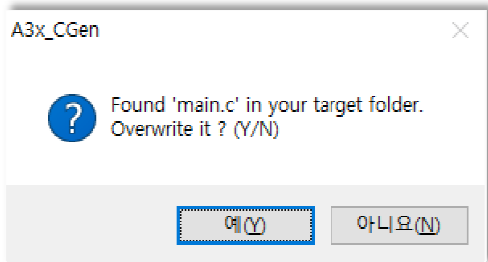 A3x_CGen
Found 'main.c' in your target folder.
Overwrite it ? (Y/N)
예(Y)
아니요(N)